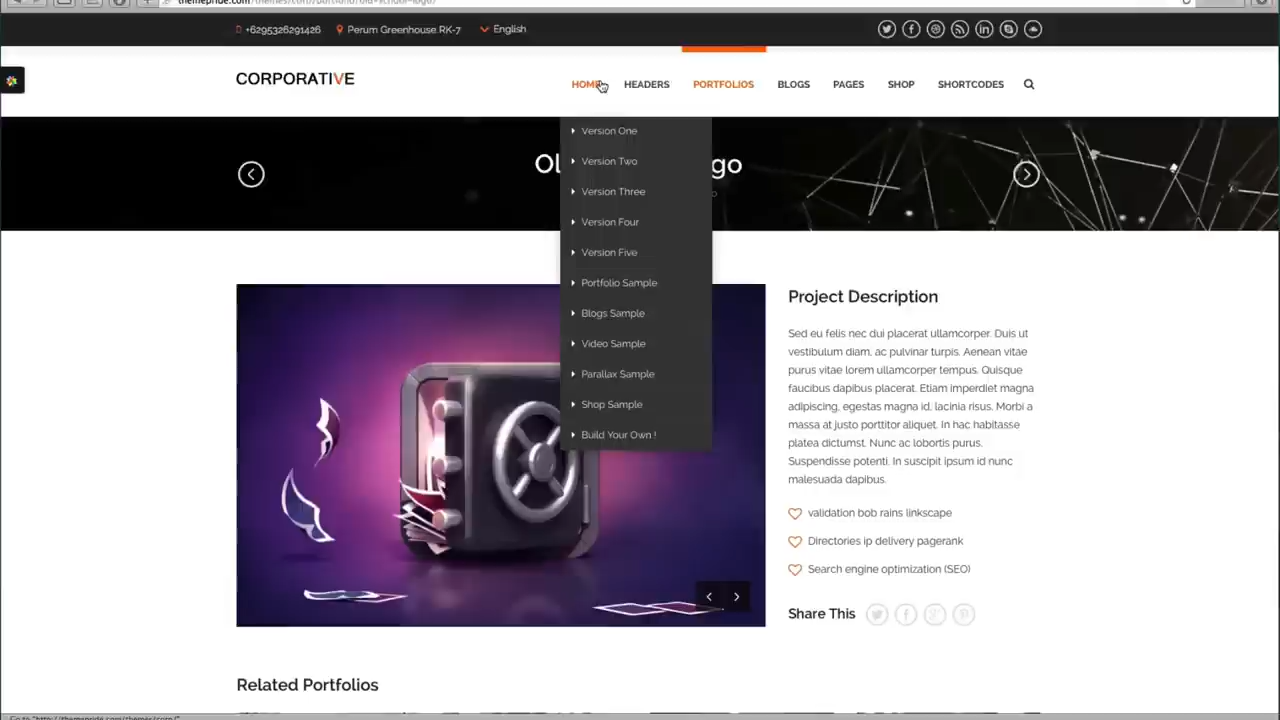 +6295326291426 Perum Greenhouse RK-7 English
CORPORATIVE
HOME HEADERS PORTFOLIOS BLOGS PAGES SHOP SHORTCODES
Version One
Version Two
Version Three
Version Four
Version Five
Portfolio Sample
Blogs Sample
Video Sample
Parallax Sample
Shop Sample
Build Your Own !
Project Description
Sed eu felis nec dui placerat ullamcorper. Duis ut
vestibulum diam, ac pulvinar turpis. Aenean vitae
purus vitae lorem ullamcorper tempus. Quisque
faucibus dapibus placerat. Etiam imperdiet magna
adipiscing, egestas magna id, lacinia risus. Morbi a
massa at justo porttitor aliquet. In hac habitasse
platea dictumst. Nunc ac lobortis purus.
Suspendisse potenti. In suscipit ipsum id nunc
malesuada dapibus.
validation bob rains linkscape
Directories ip delivery pagerank
Search engine optimization (SEO)
Share This
Related Portfolios